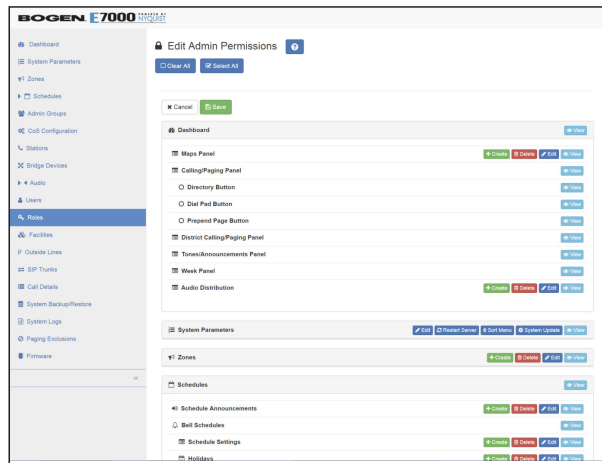 BOGEN. E7000 POWERED BY NYQUIST
Dashboard
System Parameters
Zones
Schedules
Admin Groups
CoS Configuration
Stations
Bridge Devices
Audio
Users
Roles
Facilities
Outside Lines
SIP Trunks
Call Details
System Backup/Restore
System Logs
Paging Exclusions
Firmware
<<
Edit Admin Permissions ?
Clear All Select All
Cancel Save
Dashboard View
Maps Panel Create Delete Edit View
Calling/Paging Panel View
Directory Button View
Dial Pad Button View
Prepend Page Button View
District Calling/Paging Panel View
Tones/Announcements Panel View
Week Panel View
Audio Distribution Create Delete Edit View
System Parameters Edit Restart Server Sort Menu System Update View
Zones Create Delete Edit View
Schedules View
Schedule Announcements Create Delete Edit View
Bell Schedules View
Schedule Settings Create Delete Edit View
Holidays Create Delete Edit View